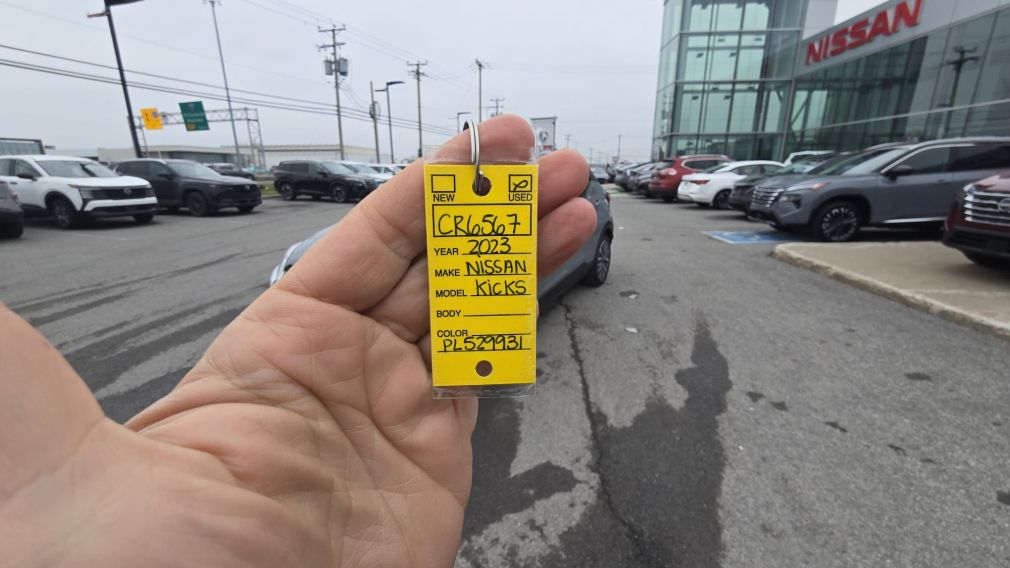 NISSAN
NEW USED
CR6567
YEAR 2023
MAKE NISSAN
MODEL KICKS
BODY
COLOR
PL529931